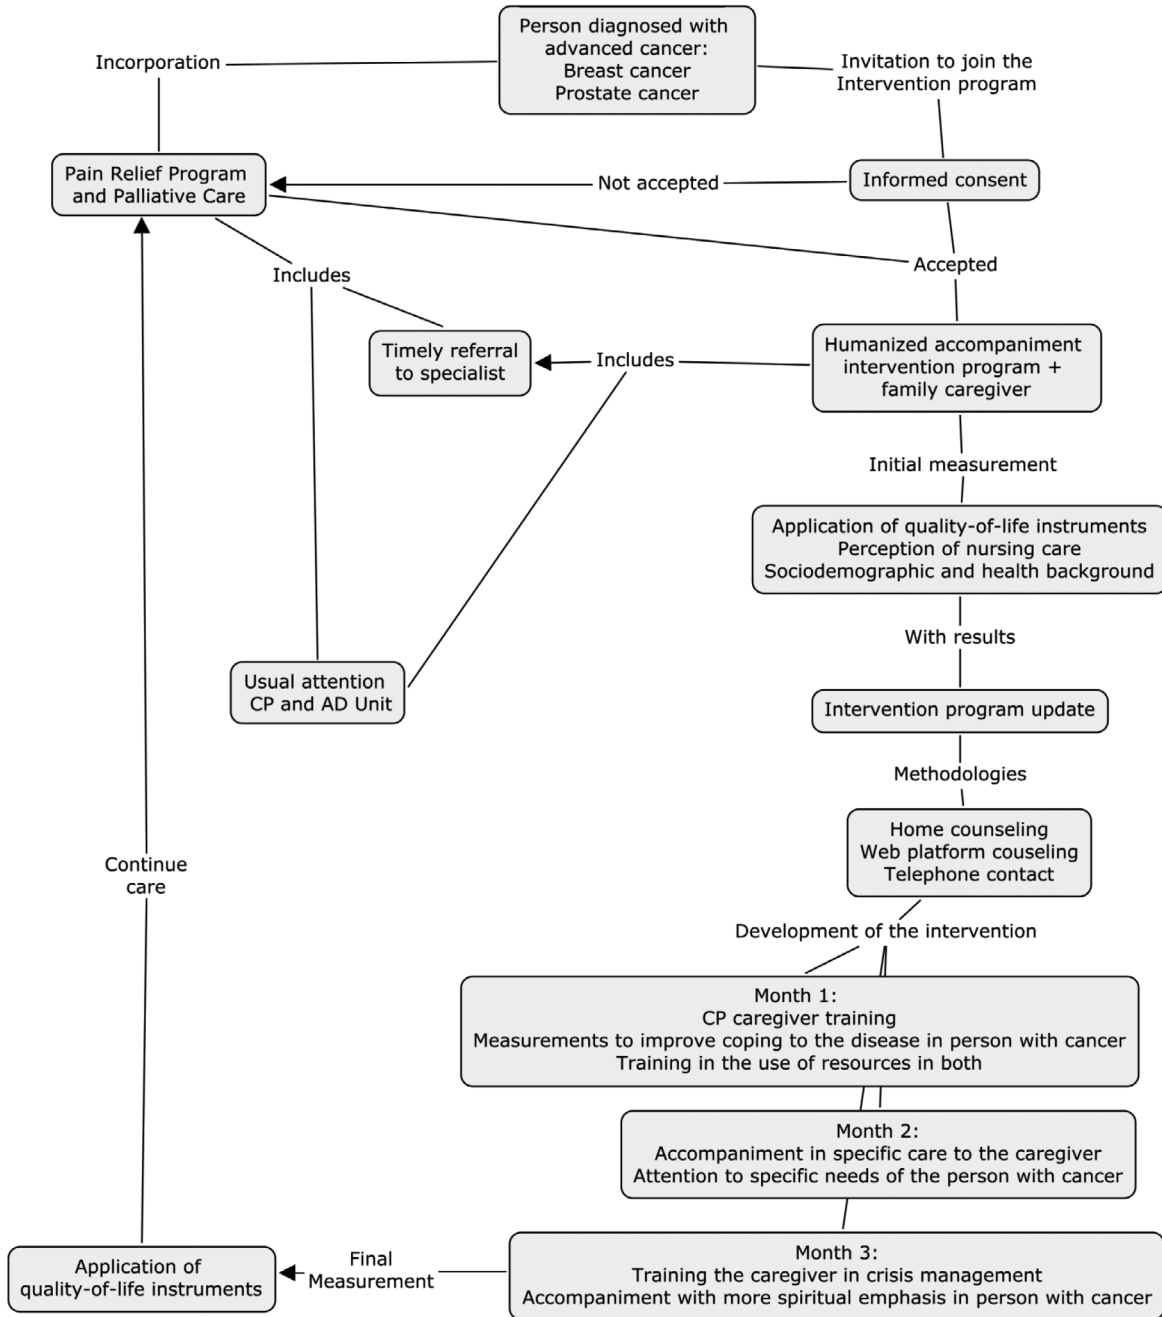 Person diagnosed with
advanced cancer:
Breast cancer
Prostate cancer
Incorporation
Invitation to join the
Intervention program
Pain Relief Program
and Palliative Care
Not accepted
Informed consent
Accepted
Includes
Timely referral
to specialist
Includes
Humanized accompaniment
intervention program +
family caregiver
Initial measurement
Application of quality-of-life instruments
Perception of nursing care
Sociodemographic and health background
With results
Usual attention
CP and AD Unit
Intervention program update
Methodologies
Home counseling
Web platform couseling
Telephone contact
Continue
care
Development of the intervention
Month 1:
CP caregiver training
Measurements to improve coping to the disease in person with cancer
Training in the use of resources in both
Month 2:
Accompaniment in specific care to the caregiver
Attention to specific needs of the person with cancer
Month 3:
Training the caregiver in crisis management
Accompaniment with more spiritual emphasis in person with cancer
Final
Measurement
Application of
quality-of-life instruments